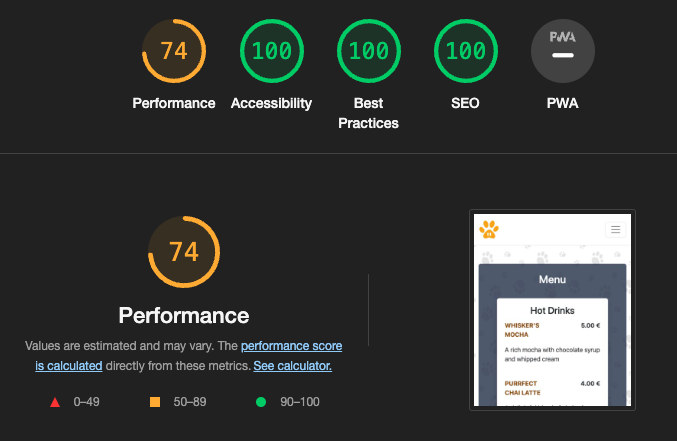 74
100
100
100
PWA
Performance
Accessibility
Best
Practices
SEO
PWA
74
Performance
Values are estimated and may vary. The performance score
is calculated directly from these metrics. See calculator.
0–49
50–89
90–100
Menu
Hot Drinks
WHISKER'S
MOCHA
5.00 €
A rich mocha with chocolate syrup
and whipped cream
PURRFECT
CHAI LATTE
4.00 €